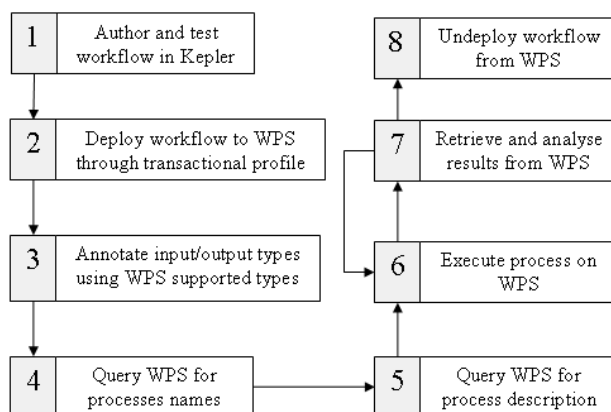 1
Author and test
workflow in Kepler
2
Deploy workflow to WPS
through transactional profile
3
Annotate input/output types
using WPS supported types
4
Query WPS for
processes names
5
Query WPS for
process description
6
Execute process on
WPS
7
Retrieve and analyse
results from WPS
8
Undeploy workflow
from WPS